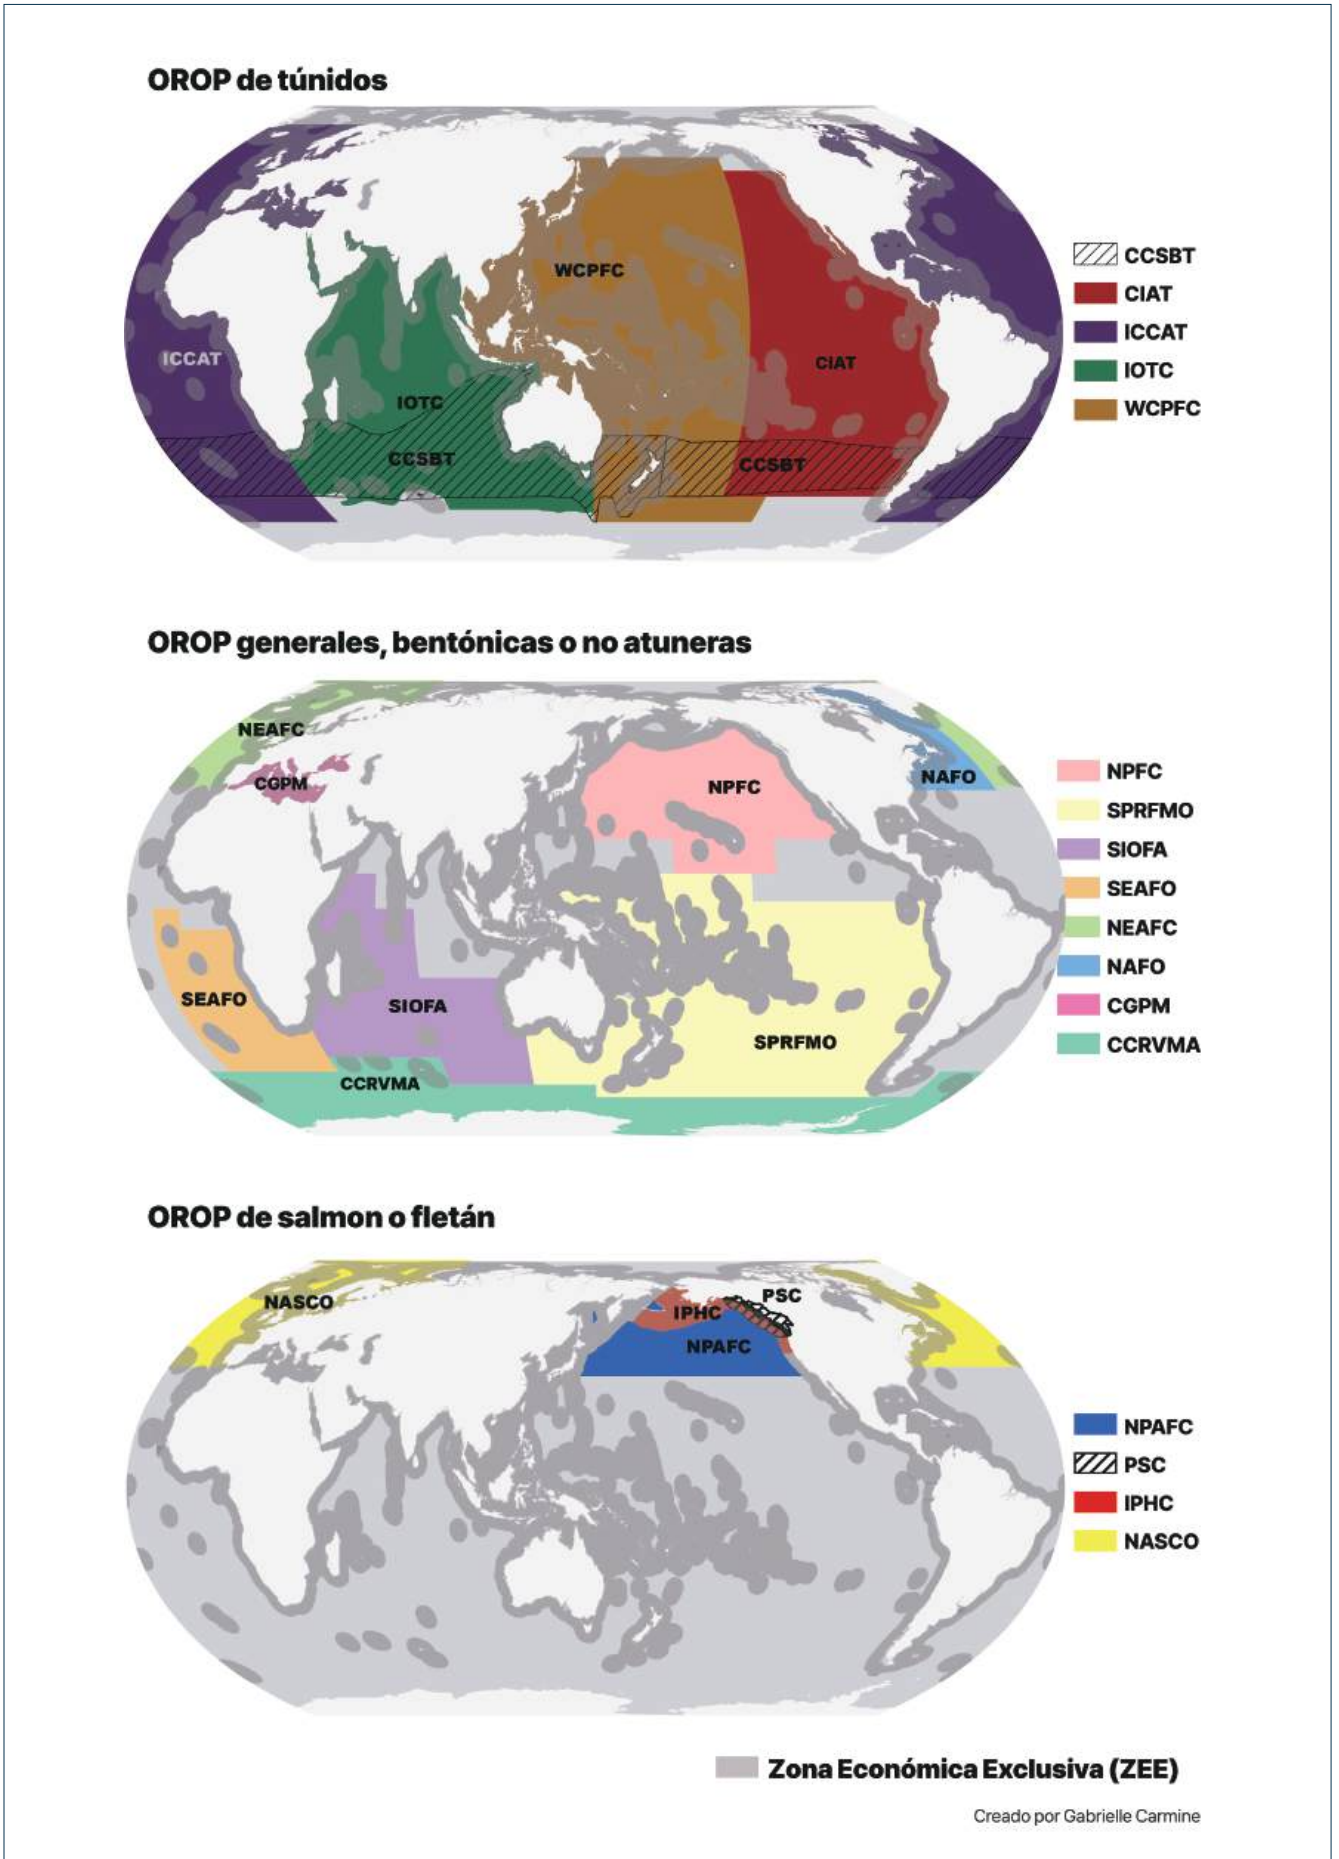 OROP de túnidos
WCPFC
ICCAT
CIAT
IOTC
CCSBT
CCSBT
CCSBT
CIAT
ICCAT
IOTC
WCPFC
OROP generales, bentónicas o no atuneras
NEAFC
CGPM
NPFC
NAFO
SEAFO
SIOFA
SPRFMO
CCRVMA
NPFC
SPRFMO
SIOFA
SEAFO
NEAFC
NAFO
CGPM
CCRVMA
OROP de salmon o fletán
NASCO
PSC
IPHC
NPAFC
NPAFC
PSC
IPHC
NASCO
Zona Económica Exclusiva (ZEE)
Creado por Gabrielle Carmine